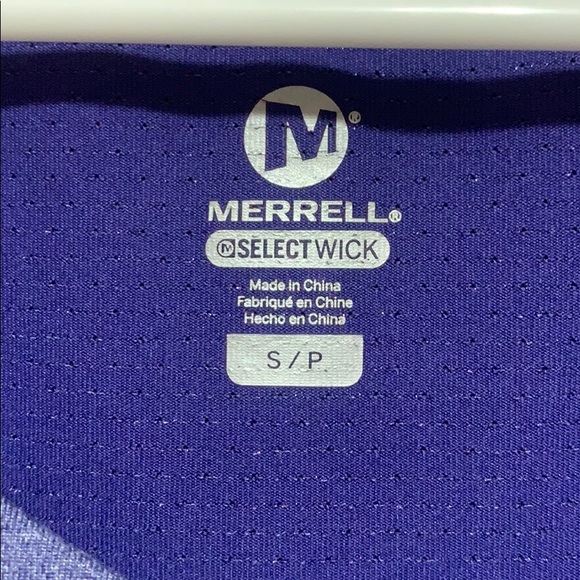 M®
MERRELL®
M SELECT WICK
Made in China
Fabriqué en Chine
Hecho en China
S / P